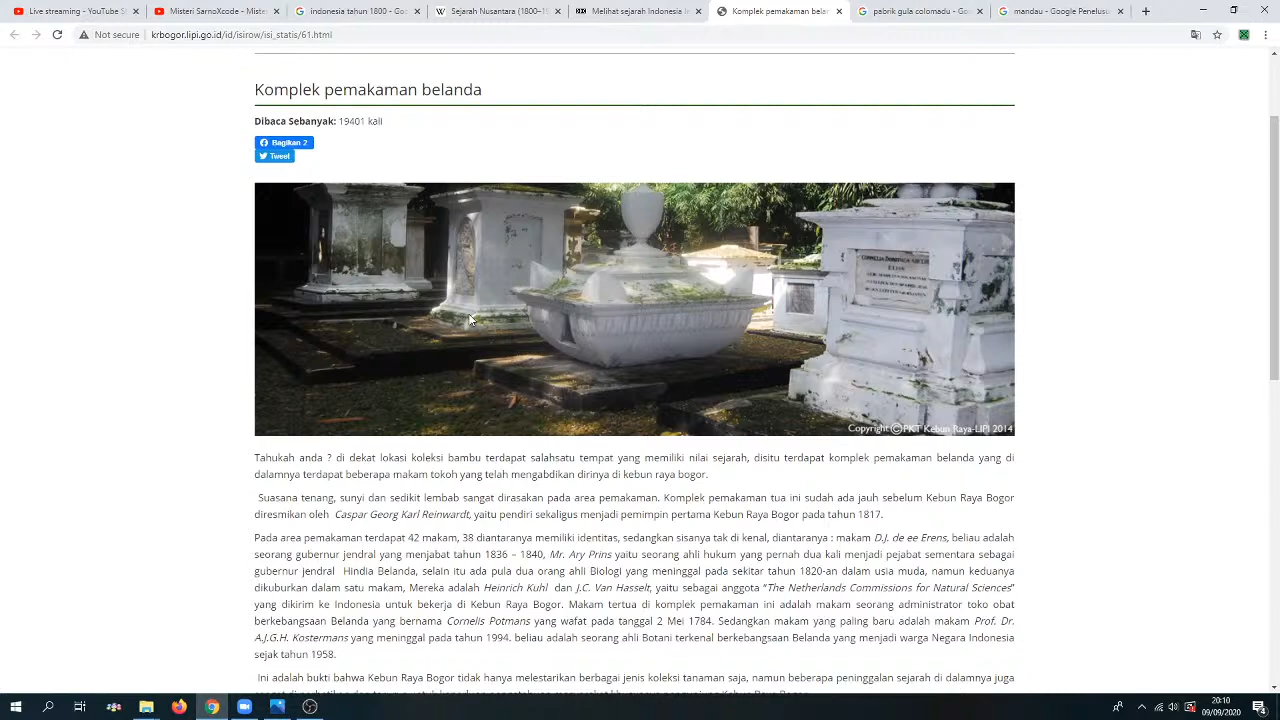 Live streaming - YouTube S
Misteri SarnoXcode - Mister
indonesia tahun 1800 - Go
Sejarah Nusantara (1800–1
Melihat sejarah Indonesia l
Komplek pemakaman bela
pabrik gula colomadu - Go
mandau - Google Penelusu
Not secure | krbogor.lipi.go.id/id/isirow/isi_statis/61.html
Komplek pemakaman belanda
Dibaca Sebanyak: 19401 kali
Bagikan 2
Tweet
Copyright ©PKT Kebun Raya-LIPI 2014
Tahukah anda ? di dekat lokasi koleksi bambu terdapat salahsatu tempat yang memiliki nilai sejarah, disitu terdapat komplek pemakaman belanda yang di
dalamnya terdapat beberapa makam tokoh yang telah mengabdikan dirinya di kebun raya bogor.
Suasana tenang, sunyi dan sedikit lembab sangat dirasakan pada area pemakaman. Komplek pemakaman tua ini sudah ada jauh sebelum Kebun Raya Bogor
diresmikan oleh Caspar Georg Karl Reinwardt, yaitu pendiri sekaligus menjadi pemimpin pertama Kebun Raya Bogor pada tahun 1817.
Pada area pemakaman terdapat 42 makam, 38 diantaranya memiliki identitas, sedangkan sisanya tak di kenal, diantaranya : makam D.J. de ee Erens, beliau adalah
seorang gubernur jendral yang menjabat tahun 1836 – 1840, Mr. Ary Prins yaitu seorang ahli hukum yang pernah dua kali menjadi pejabat sementara sebagai
gubernur jendral Hindia Belanda, selain itu ada pula dua orang ahli Biologi yang meninggal pada sekitar tahun 1820-an dalam usia muda, namun keduanya
dikuburkan dalam satu makam, Mereka adalah Heinrich Kuhl dan J.C. Van Hasselt, yaitu sebagai anggota "The Netherlands Commissions for Natural Sciences"
yang dikirim ke Indonesia untuk bekerja di Kebun Raya Bogor. Makam tertua di komplek pemakaman ini adalah makam seorang administrator toko obat
berkebangsaan Belanda yang bernama Cornelis Potmans yang wafat pada tanggal 2 Mei 1784. Sedangkan makam yang paling baru adalah makam Prof. Dr.
A.J.G.H. Kostermans yang meninggal pada tahun 1994. beliau adalah seorang ahli Botani terkenal berkebangsaan Belanda yang menjadi warga Negara Indonesia
sejak tahun 1958.
Ini adalah bukti bahwa Kebun Raya Bogor tidak hanya melestarikan berbagai jenis koleksi tanaman saja, namun beberapa peninggalan sejarah di dalamnya juga
20:10
09/09/2020